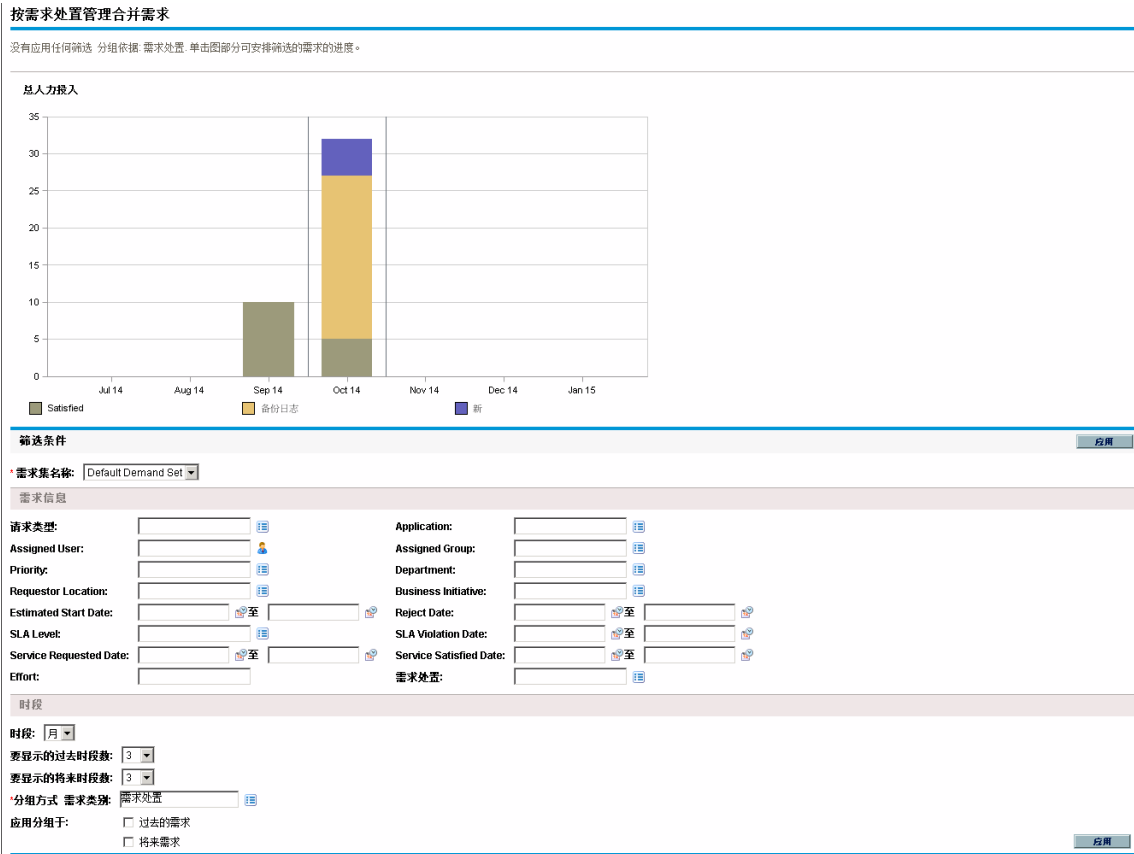 按需求处置管理合并需求
没有应用任何筛选 分组依据: 需求处置. 单击图部分可安排筛选的需求的进度。
总人力投入
35
30
25
20
15
10
5
0
Jul 14 Aug 14 Sep 14 Oct 14 Nov 14 Dec 14 Jan 15
Satisfied 备份日志 新
筛选条件 应用
*需求集名称: Default Demand Set
需求信息
请求类型: Application:
Assigned User: Assigned Group:
Priority: Department:
Requestor Location: Business Initiative:
Estimated Start Date: 至 Reject Date: 至
SLA Level: SLA Violation Date: 至
Service Requested Date: 至 Service Satisfied Date: 至
Effort: 需求处置:
时段
时段: 月
要显示的过去时段数: 3
要显示的将来时段数: 3
*分组方式 需求类别: 需求处置
应用分组于: 过去的需求
将来需求 应用